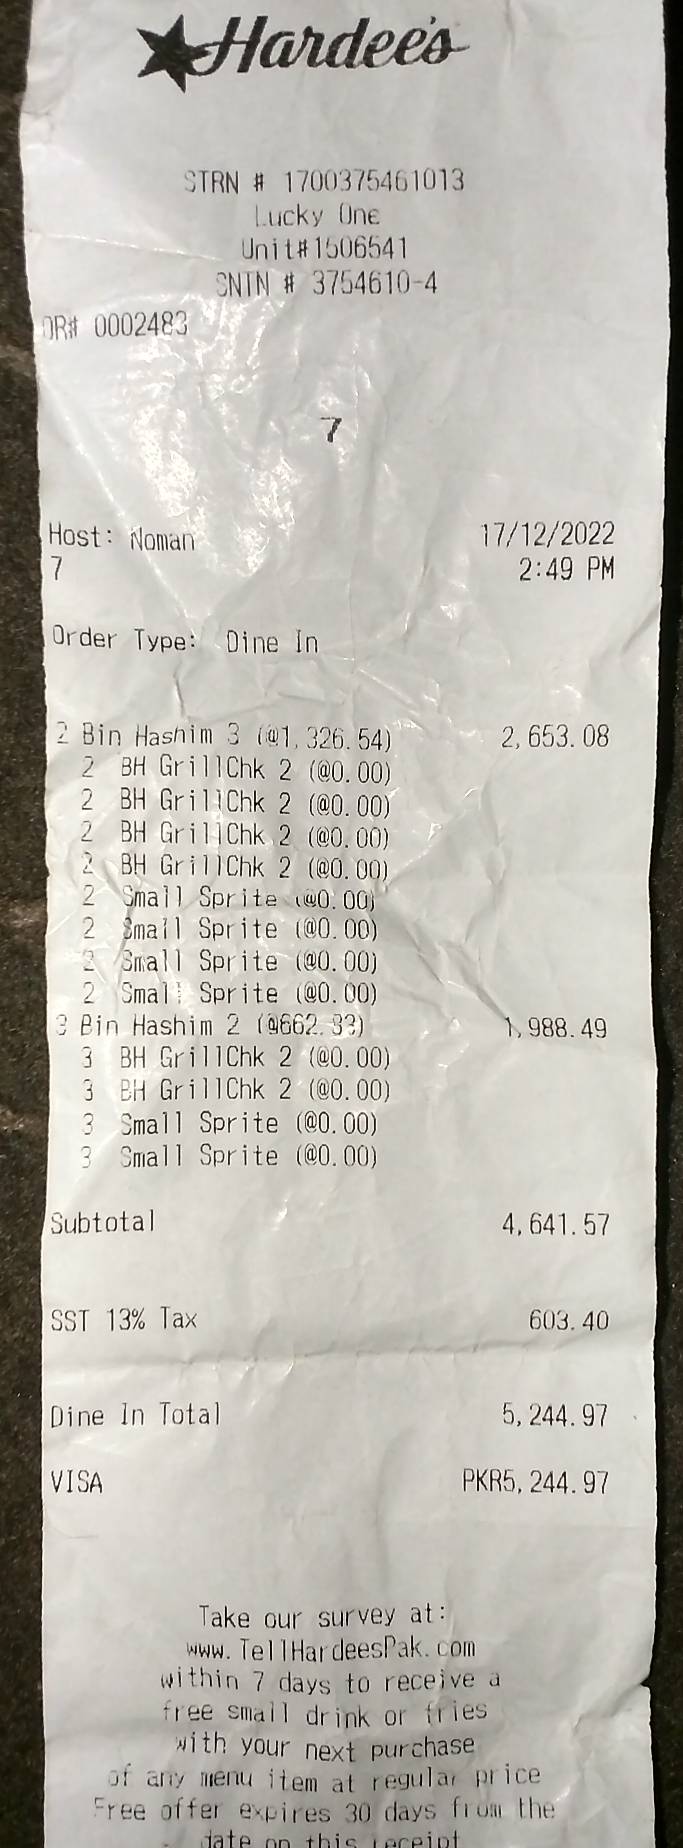 Hardee's
STRN # 1700375461013
Lucky One
Unit#1506541
SNTN # 3754610-4
OR# 0002483
7
Host: Noman 17/12/2022
7 2:49 PM
Order Type: Dine In
2 Bin Hashim 3 (@1,326.54) 2,653.08
2 BH GrillChk 2 (@0.00)
2 BH GrillChk 2 (@0.00)
2 BH GrillChk 2 (@0.00)
2 BH GrillChk 2 (@0.00)
2 Small Sprite (@0.00)
2 Small Sprite (@0.00)
2 Small Sprite (@0.00)
2 Small Sprite (@0.00)
3 Bin Hashim 2 (@662.83) 1,988.49
3 BH GrillChk 2 (@0.00)
3 BH GrillChk 2 (@0.00)
3 Small Sprite (@0.00)
3 Small Sprite (@0.00)
Subtotal 4,641.57
SST 13% Tax 603.40
Dine In Total 5,244.97
VISA PKR5,244.97
Take our survey at:
www.TellHardeesPak.com
within 7 days to receive a
free small drink or fries
with your next purchase
of any menu item at regular price
Free offer expires 30 days from the
date on this receipt